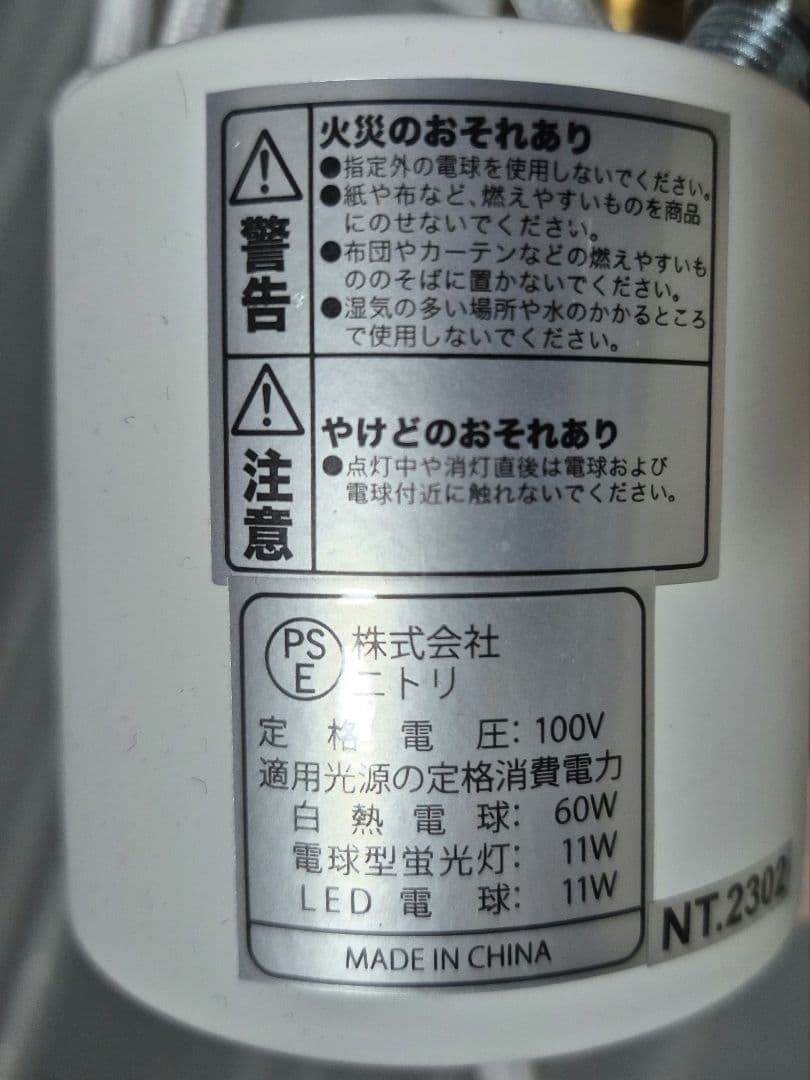 警告
火災のおそれあり
●指定外の電球を使用しないでください。
●紙や布など、燃えやすいものを商品
にのせないでください。
●布団やカーテンなどの燃えやすいも
ののそばに置かないでください。
●湿気の多い場所や水のかかるところ
で使用しないでください。
注意
やけどのおそれあり
●点灯中や消灯直後は電球および
電球付近に触れないでください。
PS
E
株式会社
ニトリ
定格電圧: 100V
適用光源の定格消費電力
白熱電球: 60W
電球型蛍光灯: 11W
LED電球: 11W
MADE IN CHINA
NT.2302